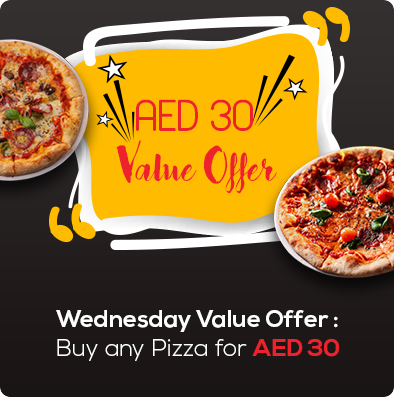 AED 30
Value Offer
Wednesday Value Offer :
Buy any Pizza for AED 30